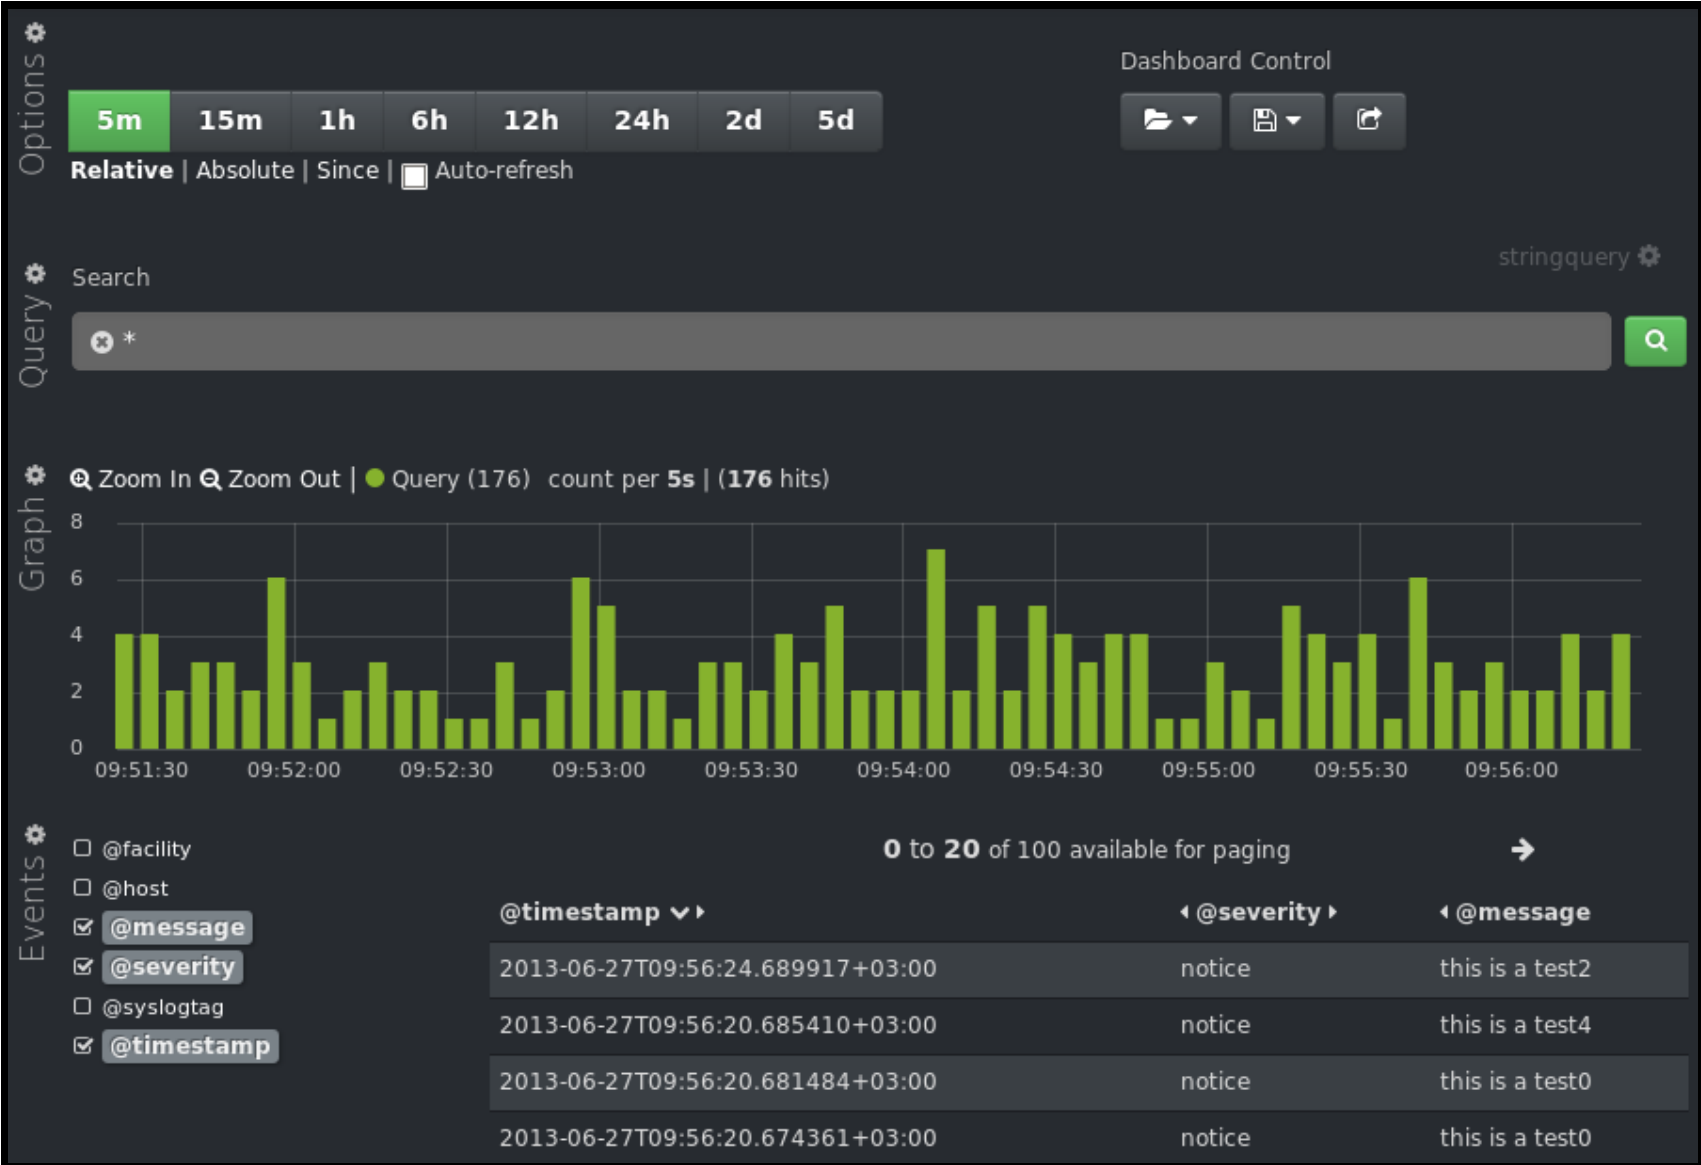 Options
Dashboard Control
5m 15m 1h 6h 12h 24h 2d 5d
Relative | Absolute | Since | Auto-refresh
Query
stringquery
Search
*
Graph
Zoom In Zoom Out | Query (176) count per 5s | (176 hits)
8
6
4
2
0
09:51:30 09:52:00 09:52:30 09:53:00 09:53:30 09:54:00 09:54:30 09:55:00 09:55:30 09:56:00
Events
@facility
@host
@message
@severity
@syslogtag
@timestamp
0 to 20 of 100 available for paging
@timestamp @severity @message
2013-06-27T09:56:24.689917+03:00 notice this is a test2
2013-06-27T09:56:20.685410+03:00 notice this is a test4
2013-06-27T09:56:20.681484+03:00 notice this is a test0
2013-06-27T09:56:20.674361+03:00 notice this is a test0